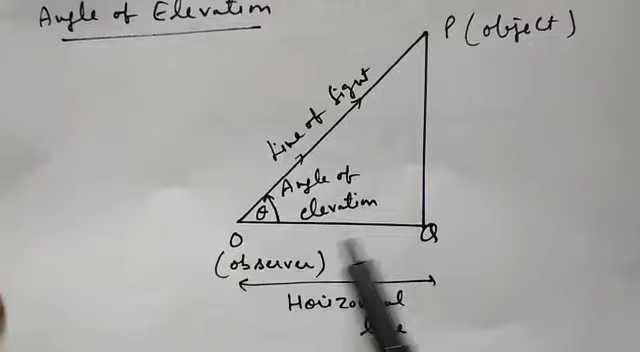 Angle of Elevation
P (object)
Line of Sight
Angle of
elevation
θ
O
Q
(observer)
Horizontal